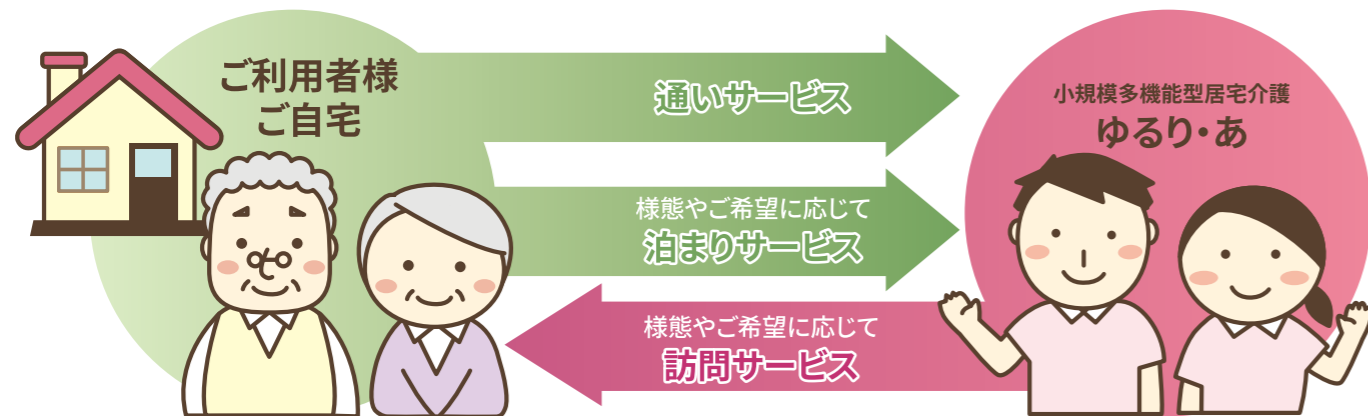 ご利用者様
ご自宅
通いサービス
様態やご希望に応じて
泊まりサービス
様態やご希望に応じて
訪問サービス
小規模多機能型居宅介護
ゆるり・あ